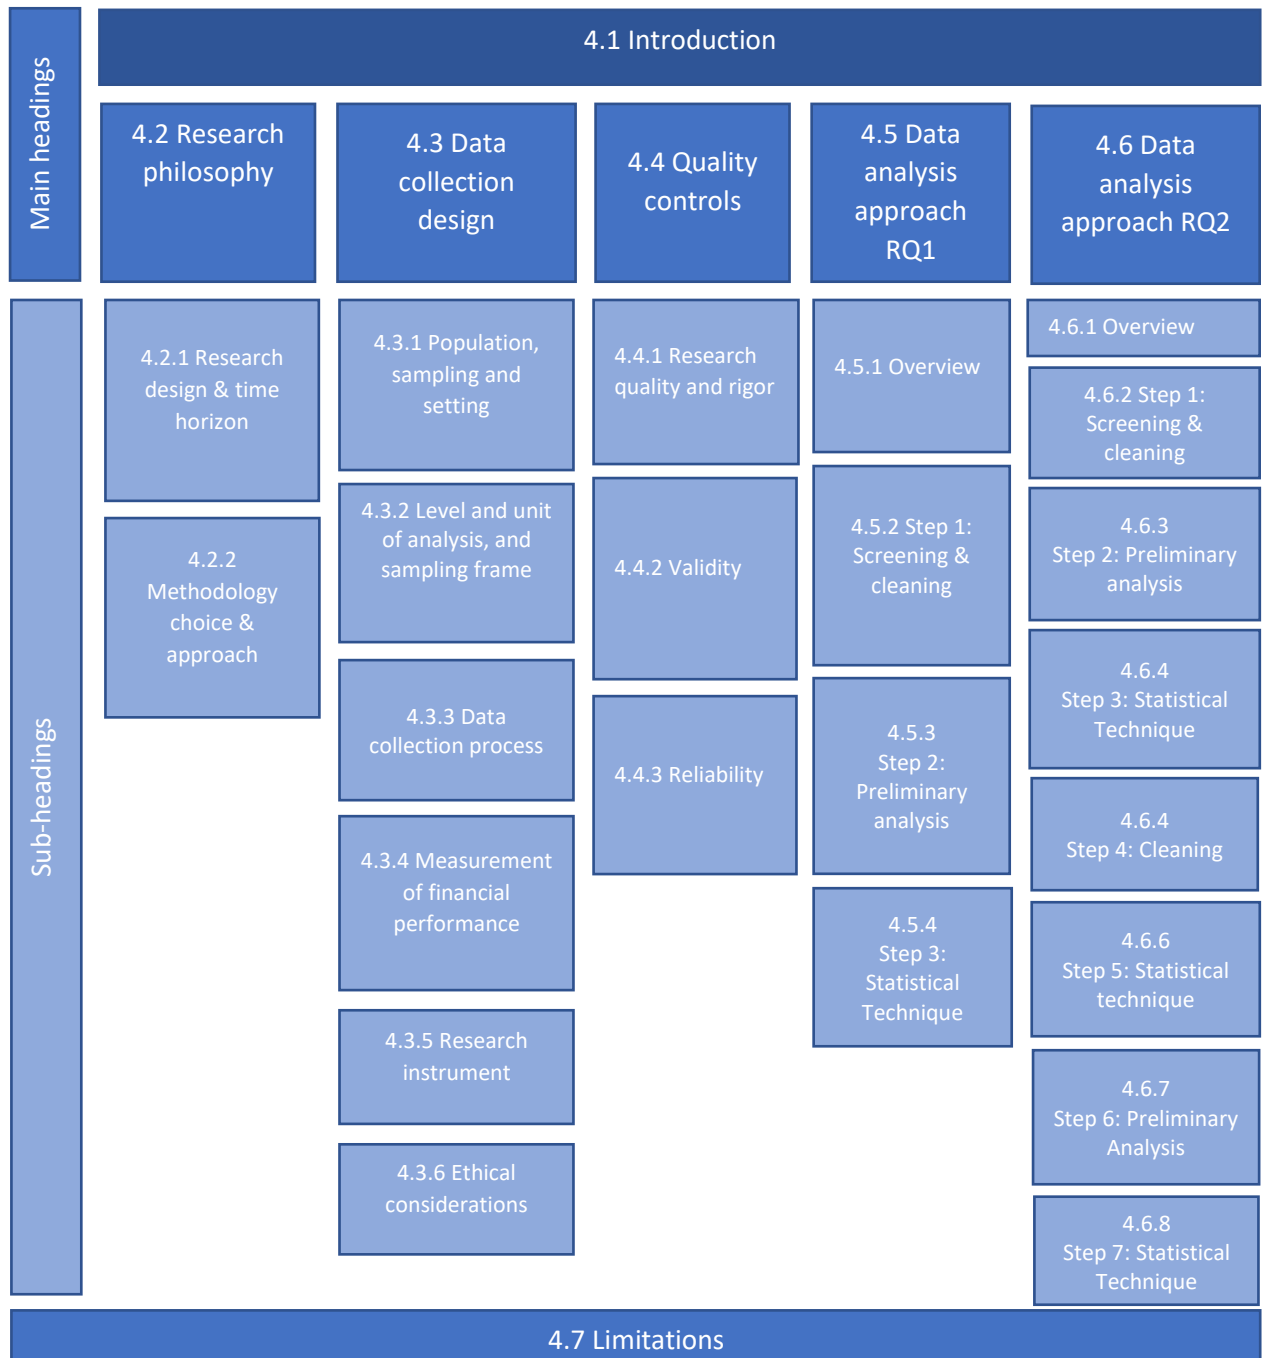 4.1 Introduction
Main headings
4.2 Research
philosophy
4.3 Data
collection
design
4.4 Quality
controls
4.5 Data
analysis
approach
RQ1
4.6 Data
analysis
approach RQ2
Sub-headings
4.2.1 Research
design & time
horizon
4.2.2
Methodology
choice &
approach
4.3.1 Population,
sampling and
setting
4.3.2 Level and unit
of analysis, and
sampling frame
4.3.3 Data
collection process
4.3.4 Measurement
of financial
performance
4.3.5 Research
instrument
4.3.6 Ethical
considerations
4.4.1 Research
quality and rigor
4.4.2 Validity
4.4.3 Reliability
4.5.1 Overview
4.5.2 Step 1:
Screening &
cleaning
4.5.3
Step 2:
Preliminary
analysis
4.5.4
Step 3:
Statistical
Technique
4.6.1 Overview
4.6.2 Step 1:
Screening &
cleaning
4.6.3
Step 2: Preliminary
analysis
4.6.4
Step 3: Statistical
Technique
4.6.4
Step 4: Cleaning
4.6.6
Step 5: Statistical
technique
4.6.7
Step 6: Preliminary
Analysis
4.6.8
Step 7: Statistical
Technique
4.7 Limitations